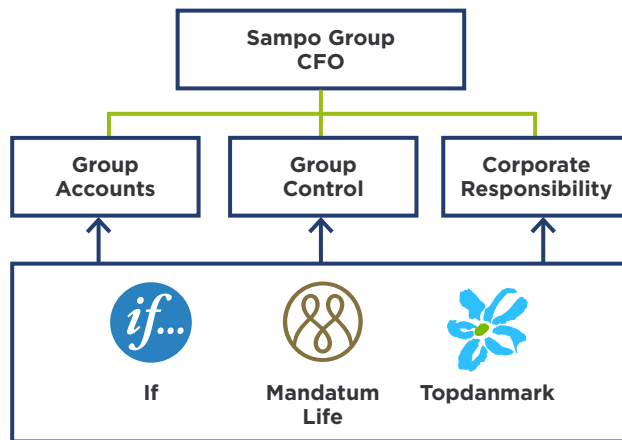 Sampo Group
CFO
Group
Accounts
Group
Control
Corporate
Responsibility
if...
If
Mandatum
Life
Topdanmark